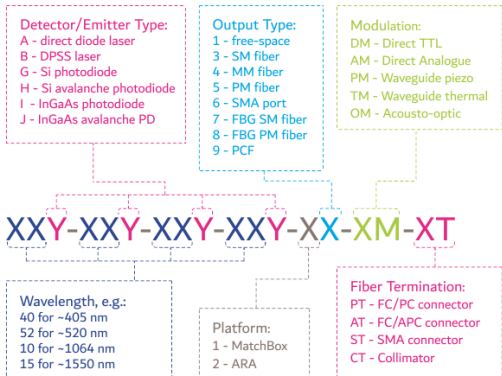 Detector/Emitter Type:
A - direct diode laser
B - DPSS laser
G - Si photodiode
H - Si avalanche photodiode
I - InGaAs photodiode
J - InGaAs avalanche PD
Output Type:
1 - free-space
3 - SM fiber
4 - MM fiber
5 - PM fiber
6 - SMA port
7 - FBG SM fiber
8 - FBG PM fiber
9 - PCF
Modulation:
DM - Direct TTL
AM - Direct Analogue
PM - Waveguide piezo
TM - Waveguide thermal
OM - Acousto-optic
XXY-XXY-XXY-XXY-XX-XM-XT
Wavelength, e.g.:
40 for ~405 nm
52 for ~520 nm
10 for ~1064 nm
15 for ~1550 nm
Platform:
1 - MatchBox
2 - ARA
Fiber Termination:
PT - FC/PC connector
AT - FC/APC connector
ST - SMA connector
CT - Collimator